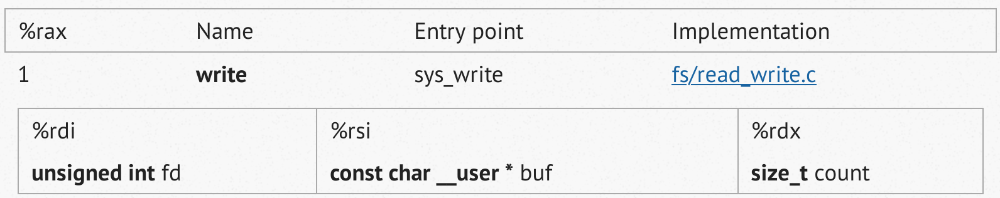 %rax Name Entry point Implementation
1 write sys_write fs/read_write.c
%rdi %rsi %rdx
unsigned int fd const char __user * buf size_t count